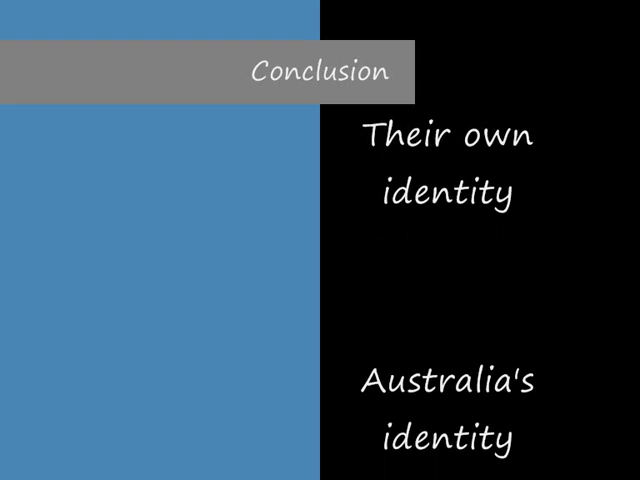 Conclusion
Their own
identity
Australia's
identity